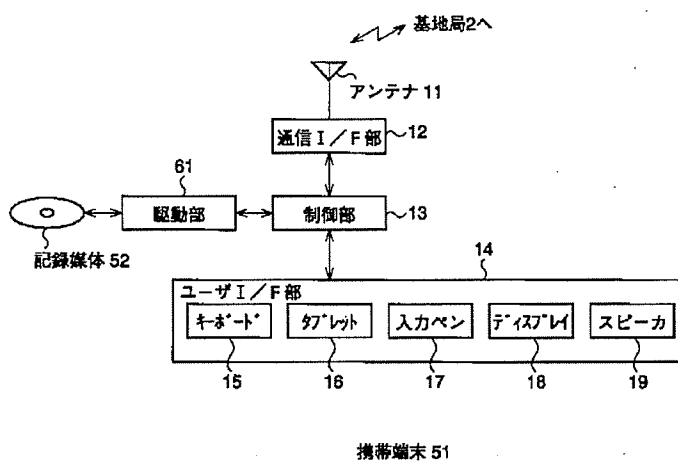 基地局2へ
アンテナ 11
通信Ⅰ/F部 12
61
駆動部 制御部 13
記録媒体 52
14
ユーザⅠ/F部
キーボード タブレット 入力ペン ディスプレイ スピーカ
15 16 17 18 19
携帯端末 51